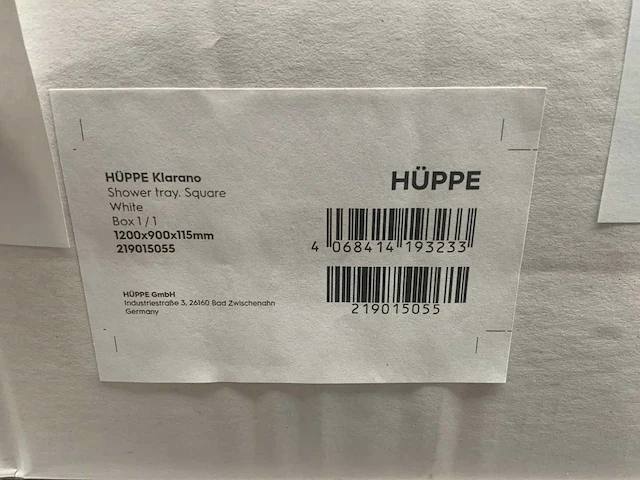 HÜPPE Klarano
Shower tray. Square
White
Box 1 / 1
1200x900x115mm
219015055
HÜPPE GmbH
Industriestraße 3, 26160 Bad Zwischenahn
Germany
HÜPPE
4 068414 193233
219015055